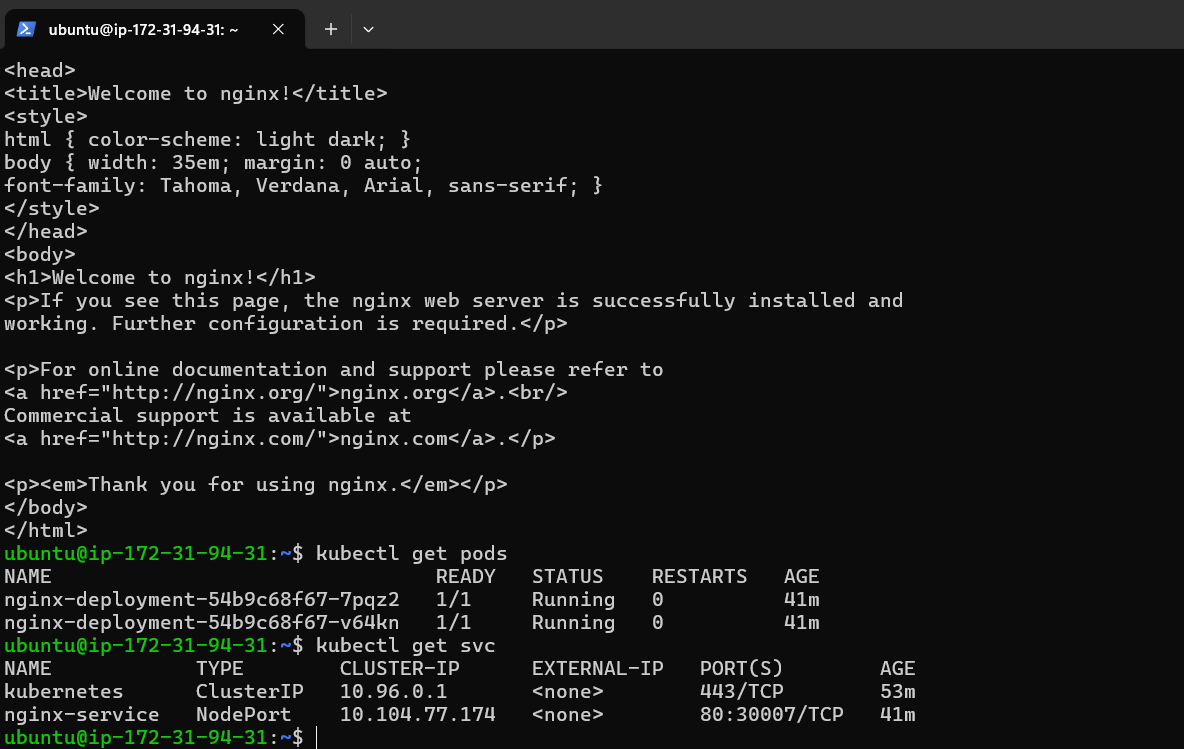 ubuntu@ip-172-31-94-31: ~
<head>
<title>Welcome to nginx!</title>
<style>
html { color-scheme: light dark; }
body { width: 35em; margin: 0 auto;
font-family: Tahoma, Verdana, Arial, sans-serif; }
</style>
</head>
<body>
<h1>Welcome to nginx!</h1>
<p>If you see this page, the nginx web server is successfully installed and
working. Further configuration is required.</p>

<p>For online documentation and support please refer to
<a href="http://nginx.org/">nginx.org</a>.<br/>
Commercial support is available at
<a href="http://nginx.com/">nginx.com</a>.</p>

<p><em>Thank you for using nginx.</em></p>
</body>
</html>
ubuntu@ip-172-31-94-31:~$ kubectl get pods
NAME                                READY   STATUS    RESTARTS   AGE
nginx-deployment-54b9c68f67-7pqz2   1/1     Running   0          41m
nginx-deployment-54b9c68f67-v64kn   1/1     Running   0          41m
ubuntu@ip-172-31-94-31:~$ kubectl get svc
NAME            TYPE        CLUSTER-IP      EXTERNAL-IP   PORT(S)        AGE
kubernetes      ClusterIP   10.96.0.1       <none>        443/TCP        53m
nginx-service   NodePort    10.104.77.174   <none>        80:30007/TCP   41m
ubuntu@ip-172-31-94-31:~$